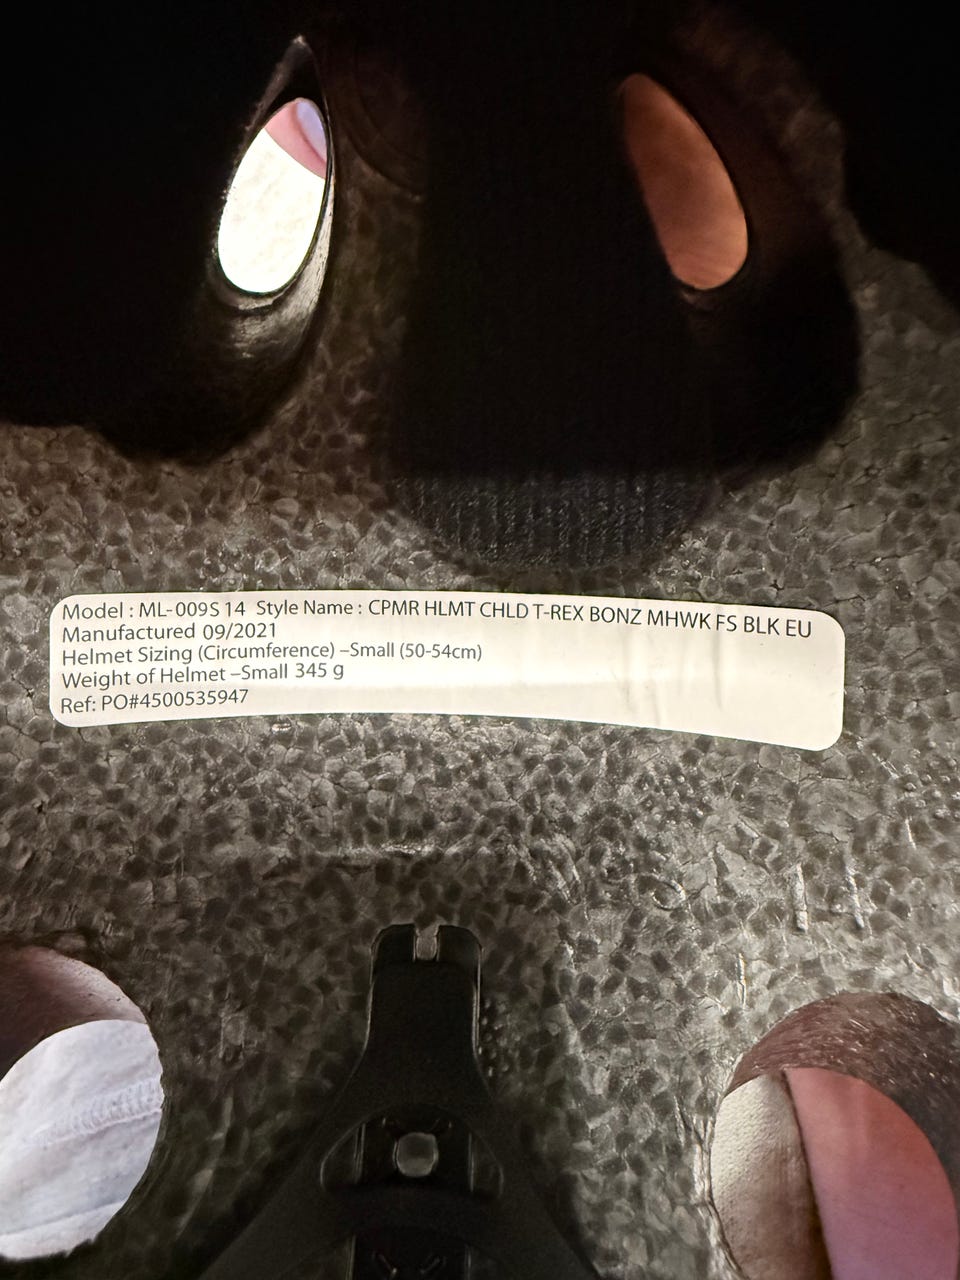 Model : ML-009S 14 Style Name : CPMR HLMT CHLD T-REX BONZ MHWK FS BLK EU
Manufactured 09/2021
Helmet Sizing (Circumference) –Small (50-54cm)
Weight of Helmet –Small 345 g
Ref: PO#4500535947